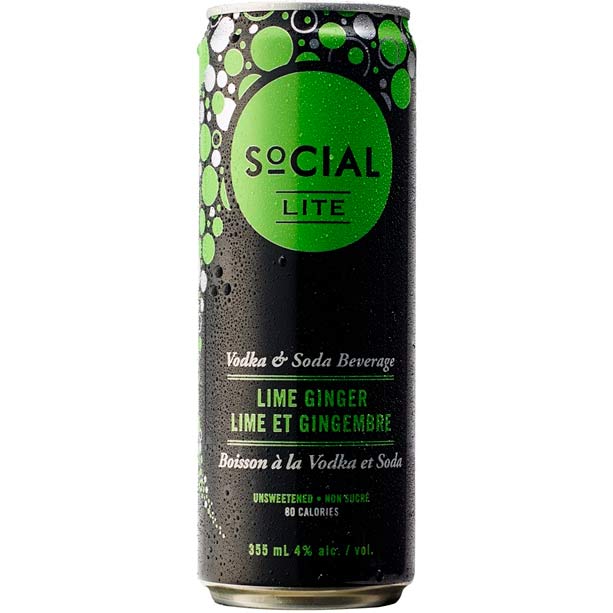 SoCIAL
LITE
Vodka & Soda Beverage
LIME GINGER
LIME ET GINGEMBRE
Boisson à la Vodka et Soda
UNSWEETENED • NON SUCRÉ
80 CALORIES
355 mL 4% alc. / vol.